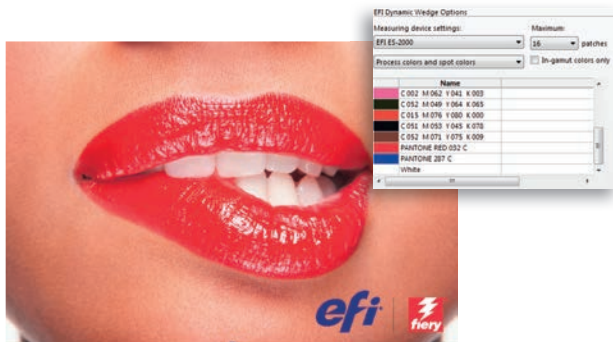 EFI Dynamic Wedge Options
Measuring device settings:
Maximum:
EFI ES-2000
16
patches
Process colors and spot colors
In-gamut colors only
Name
C 002 M:062 Y 041 K 003
C 052 M:049 Y 064 K 065
C 015 M:076 Y 080 K 000
C 051 M:053 Y 045 K 078
C 052 M:071 Y 075 K 009
PANTONE RED 032 C
PANTONE 287 C
White
efi
fiery